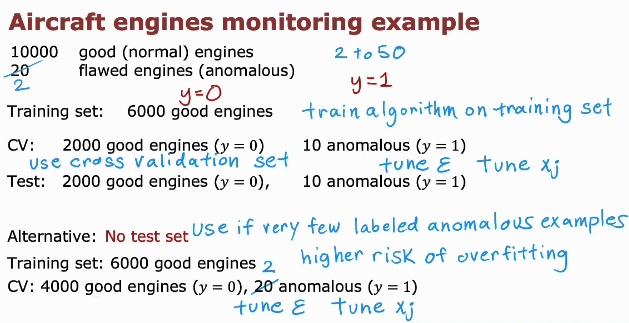 Aircraft engines monitoring example
10000 good (normal) engines 2 to 50
20 flawed engines (anomalous)
2 y=0 y=1
Training set: 6000 good engines train algorithm on training set
CV: 2000 good engines (y = 0) 10 anomalous (y = 1)
use cross validation set tune ε tune xj
Test: 2000 good engines (y = 0), 10 anomalous (y = 1)
Alternative: No test set use if very few labeled anomalous examples
Training set: 6000 good engines 2 higher risk of overfitting
CV: 4000 good engines (y = 0), 20 anomalous (y = 1)
tune ε tune xj